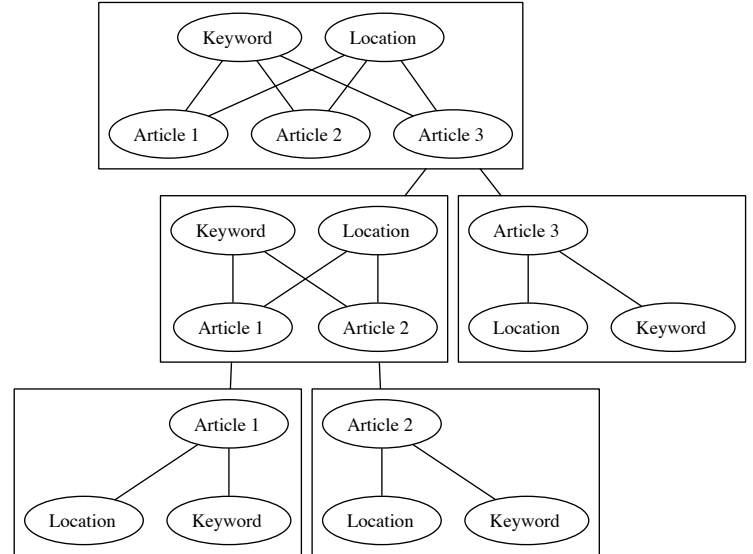 Keyword Location
Article 1 Article 2 Article 3
Keyword Location
Article 1 Article 2
Article 3
Location Keyword
Article 1
Location Keyword
Article 2
Location Keyword